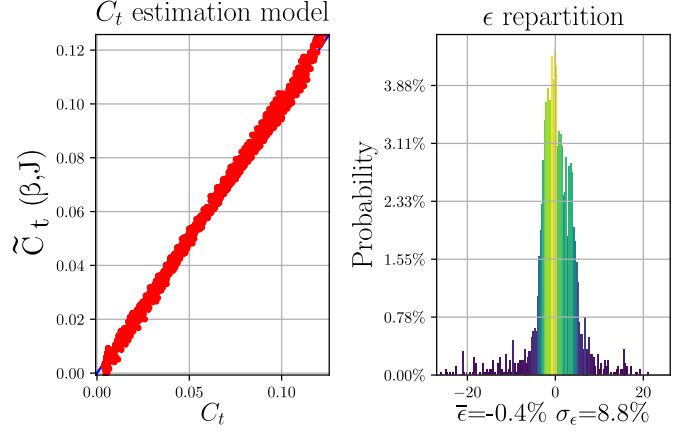 C_t estimation model
0.12
0.10
0.08
0.06
0.04
0.02
0.00
C̃_t (β,J)
0.00 0.05 0.10
C_t
ϵ repartition
3.88%
3.11%
2.33%
1.55%
0.78%
0.00%
Probability
−20 0 20
ϵ̅=-0.4% σ_ϵ=8.8%